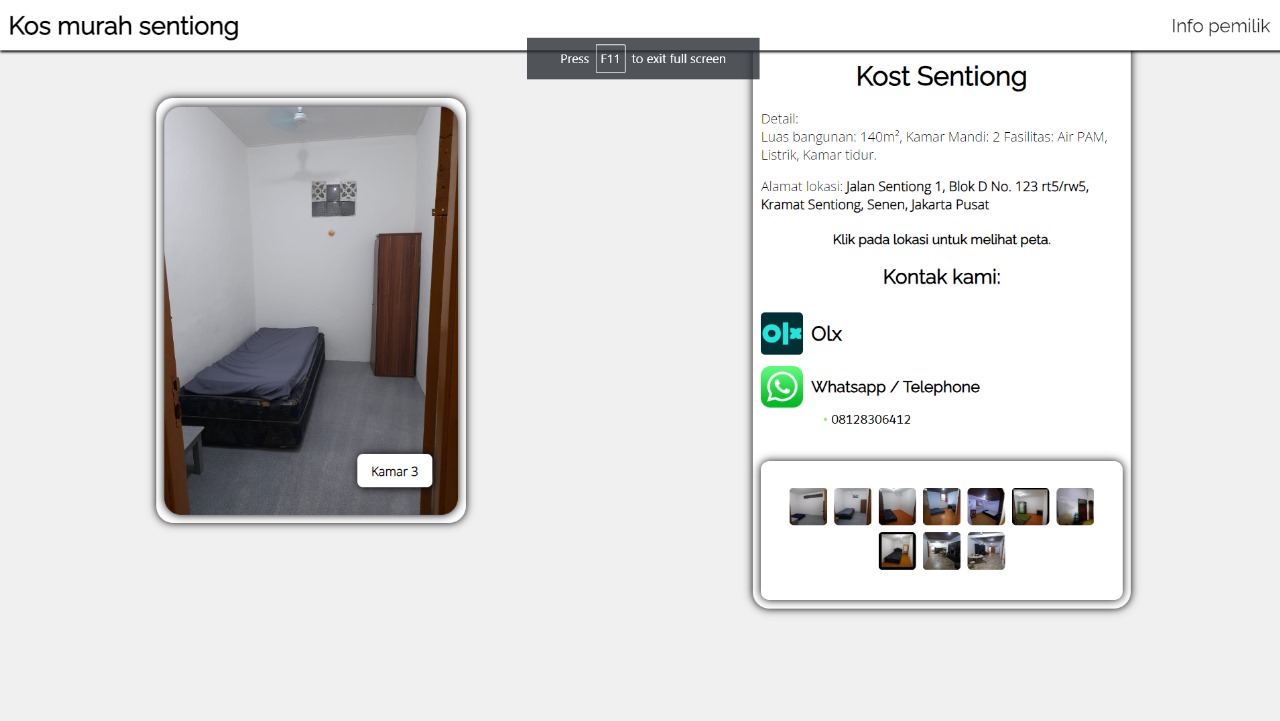 Kos murah sentiong
Info pemilik
Press F11 to exit full screen
Kamar 3
Kost Sentiong
Detail:
Luas bangunan: 140m², Kamar Mandi: 2 Fasilitas: Air PAM,
Listrik, Kamar tidur.
Alamat lokasi: Jalan Sentiong 1, Blok D No. 123 rt5/rw5,
Kramat Sentiong, Senen, Jakarta Pusat
Klik pada lokasi untuk melihat peta.
Kontak kami:
olx
Olx
Whatsapp / Telephone
08128306412